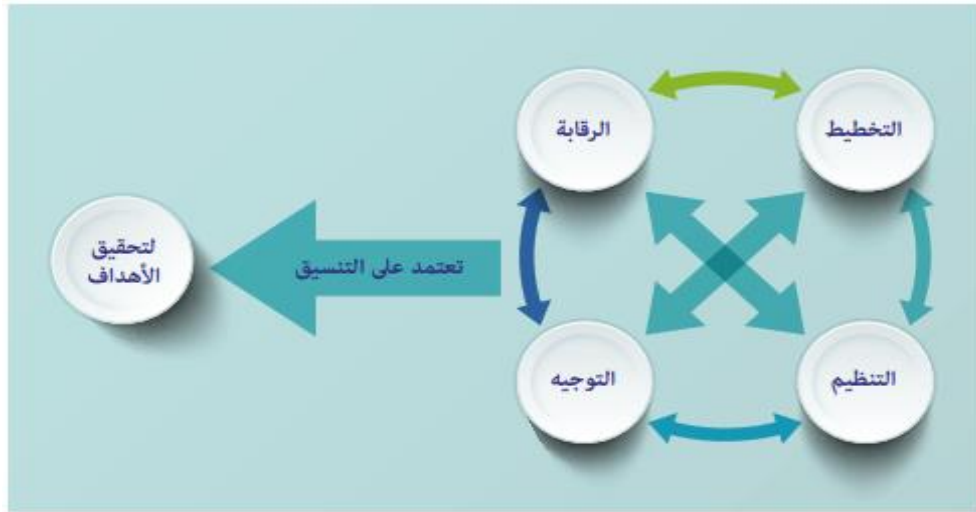 التخطيط
الرقابة
التنظيم
التوجيه
تعتمد على التنسيق
لتحقيق
الأهداف